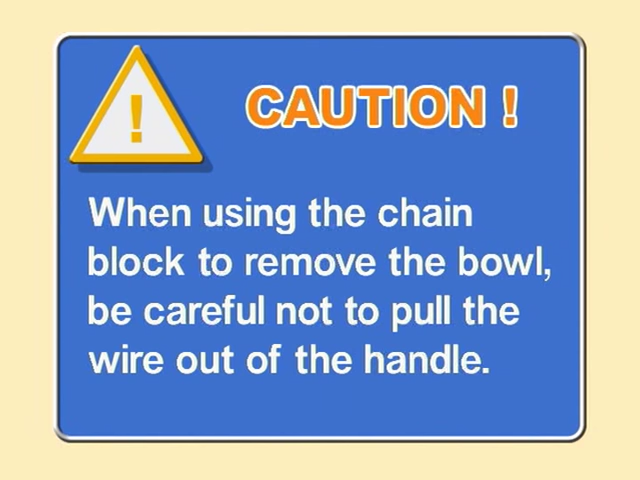 !
CAUTION !
When using the chain
block to remove the bowl,
be careful not to pull the
wire out of the handle.